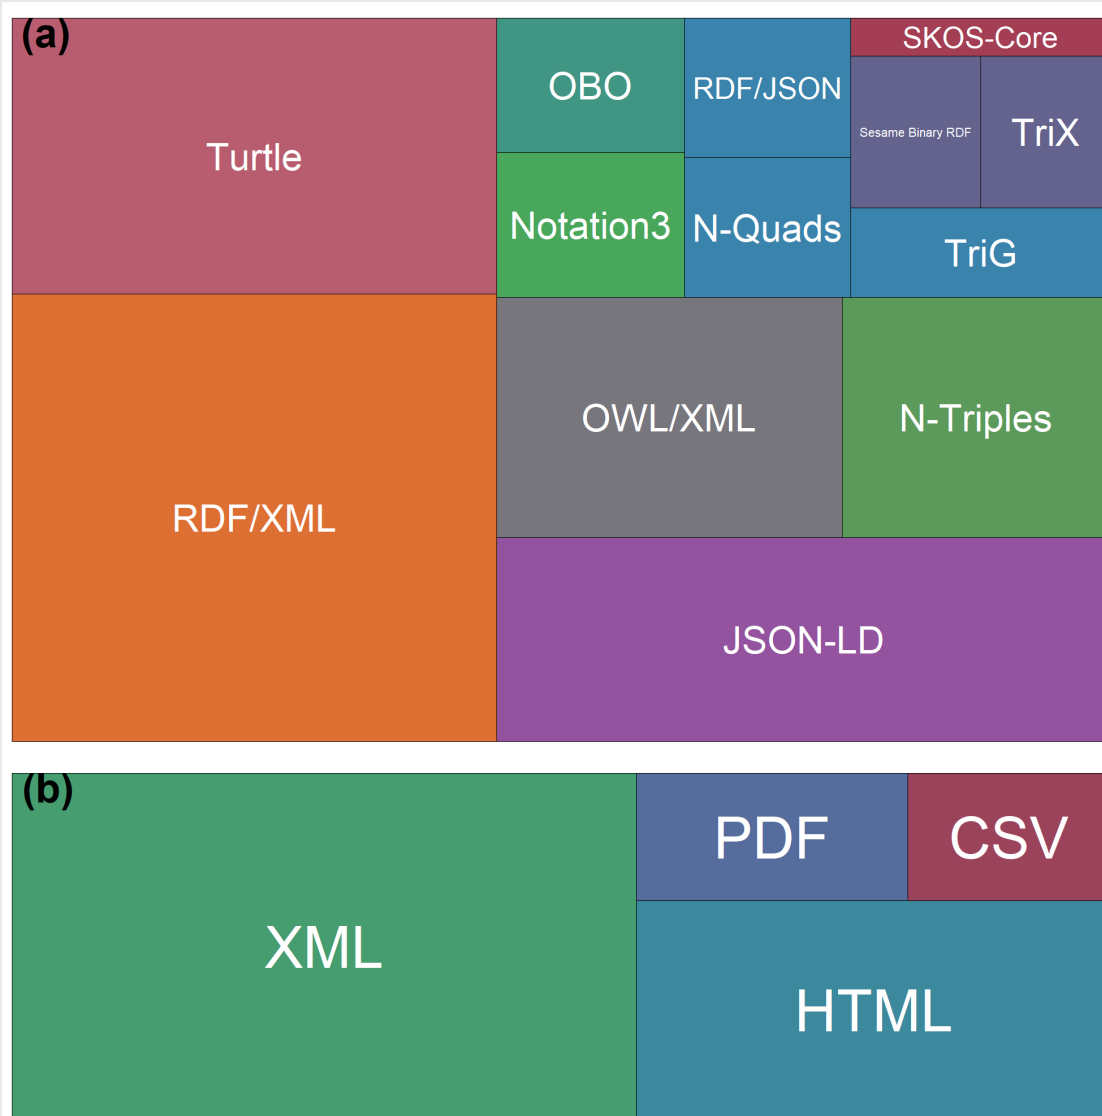 (a)
Turtle
OBO
RDF/JSON
SKOS-Core
Sesame Binary RDF
TriX
Notation3
N-Quads
TriG
RDF/XML
OWL/XML
N-Triples
JSON-LD
(b)
XML
PDF
CSV
HTML